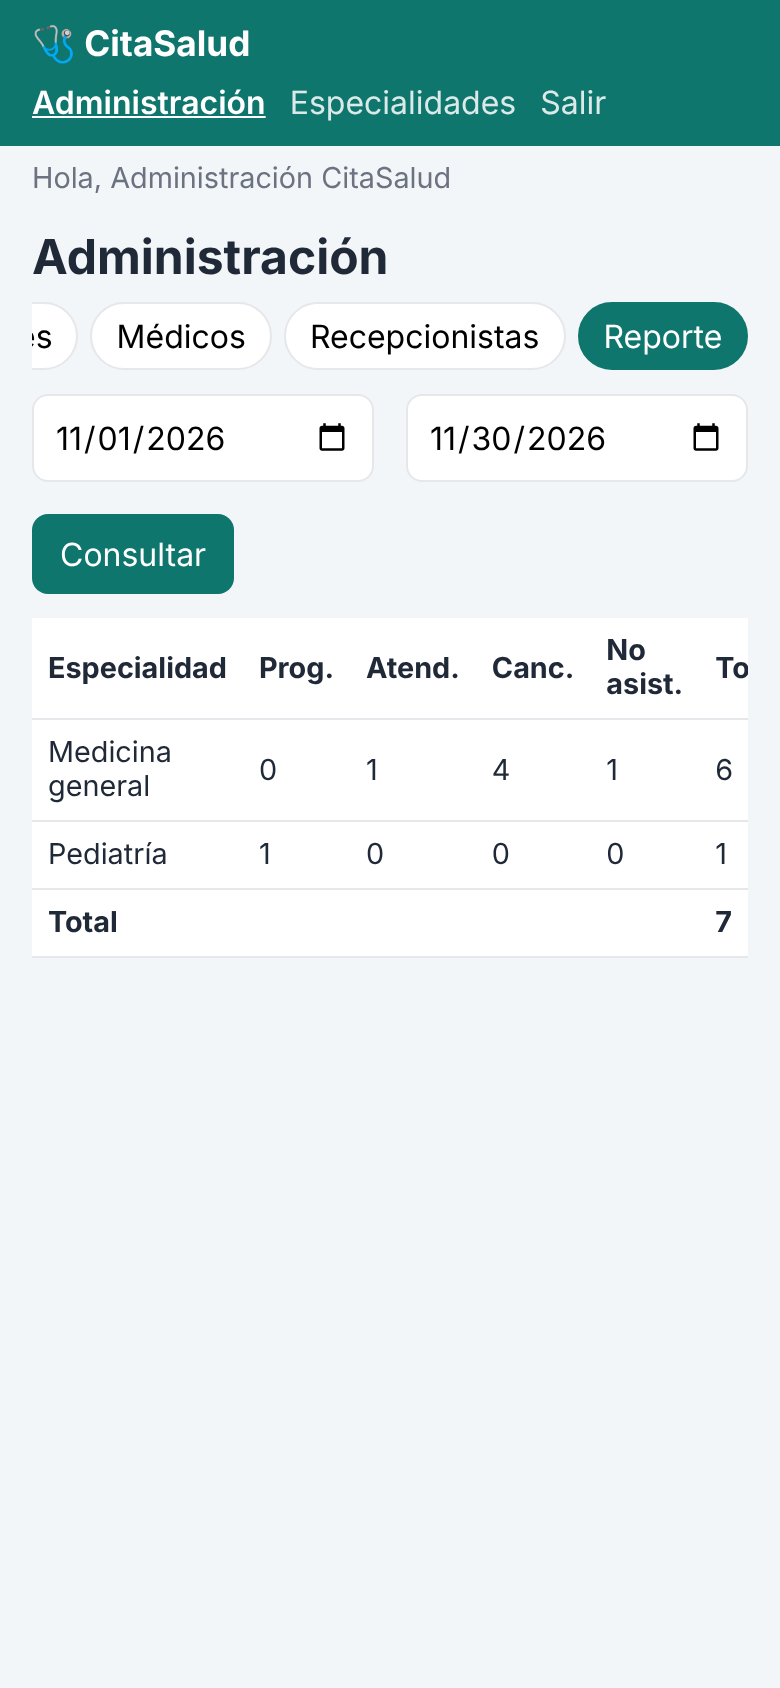 CitaSalud
Administración Especialidades Salir
Hola, Administración CitaSalud
Administración
Médicos Recepcionistas Reporte
11/01/2026 11/30/2026
Consultar
Especialidad Prog. Atend. Canc. No asist.
Medicina general 0 1 4 1 6
Pediatría 1 0 0 0 1
Total 7